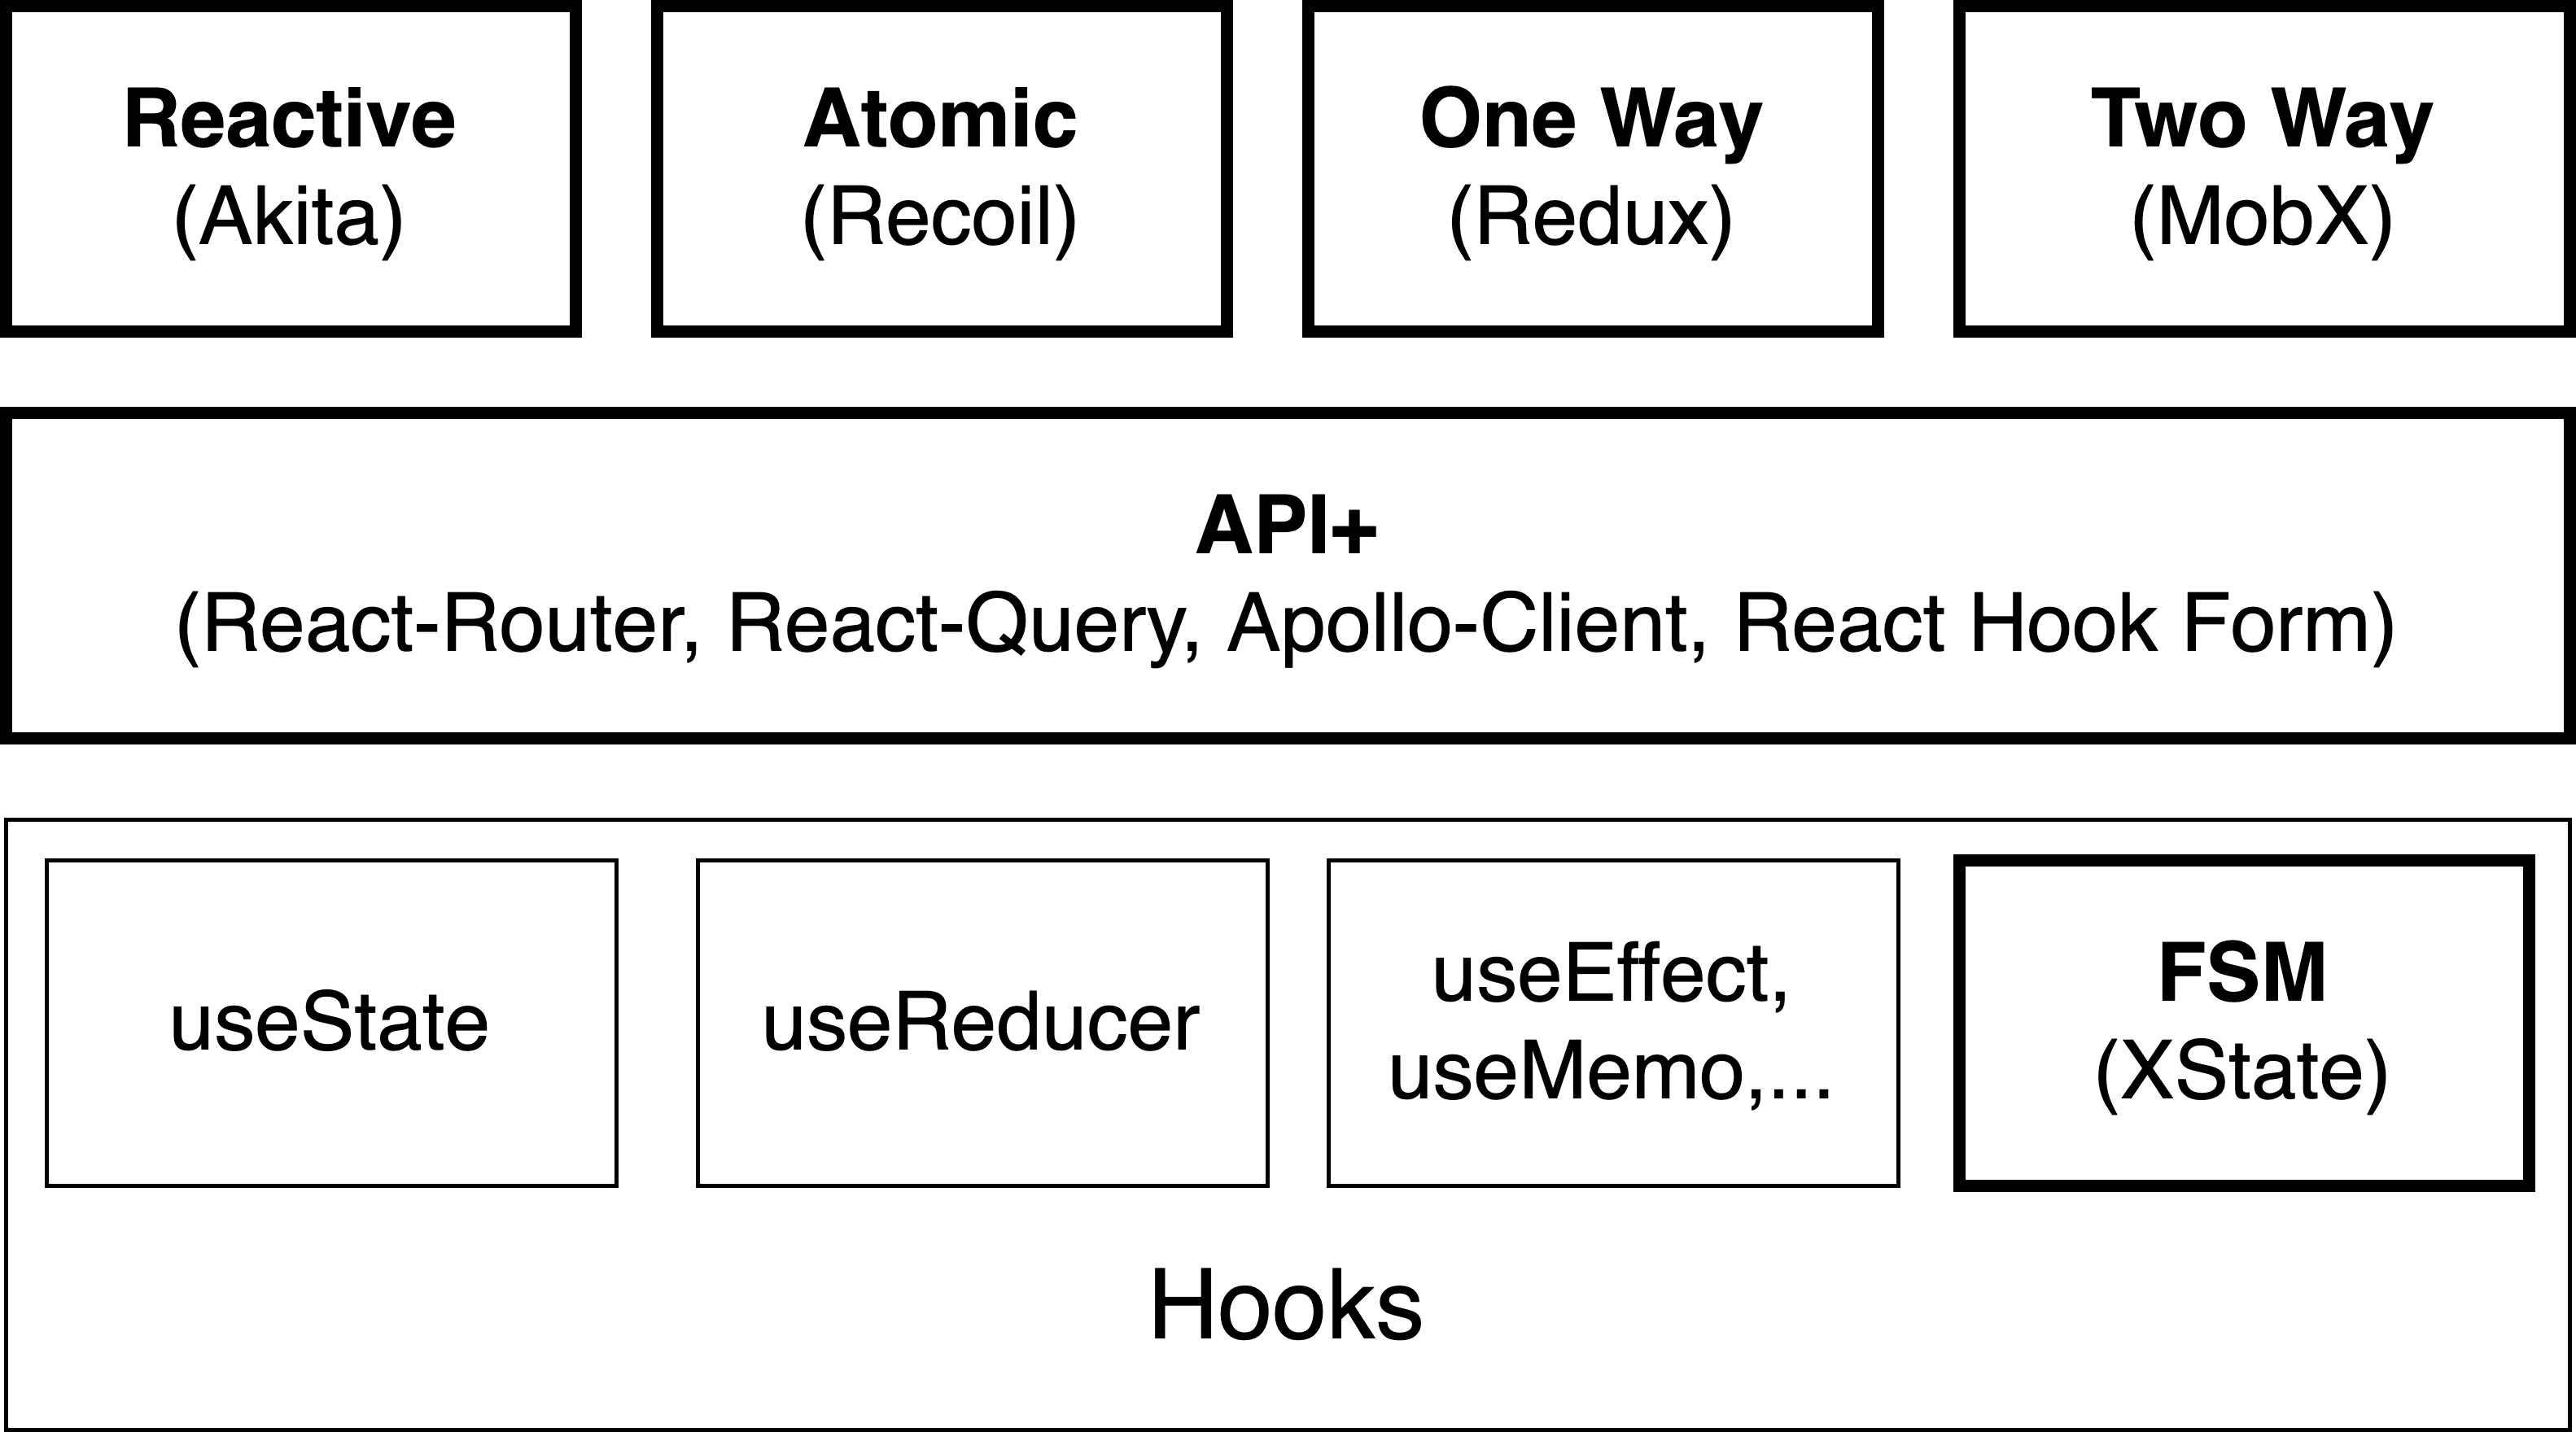 Reactive
(Akita)
Atomic
(Recoil)
One Way
(Redux)
Two Way
(MobX)
API+
(React-Router, React-Query, Apollo-Client, React Hook Form)
useState
useReducer
useEffect,
useMemo,...
FSM
(XState)
Hooks